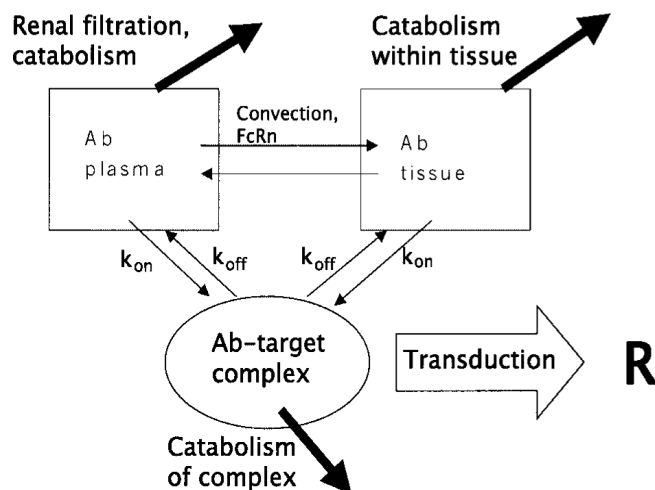 Renal filtration,
catabolism
Catabolism
within tissue
Convection,
FcRn
Ab
plasma
Ab
tissue
kon
koff
koff
kon
Ab-target
complex
Transduction
R
Catabolism
of complex